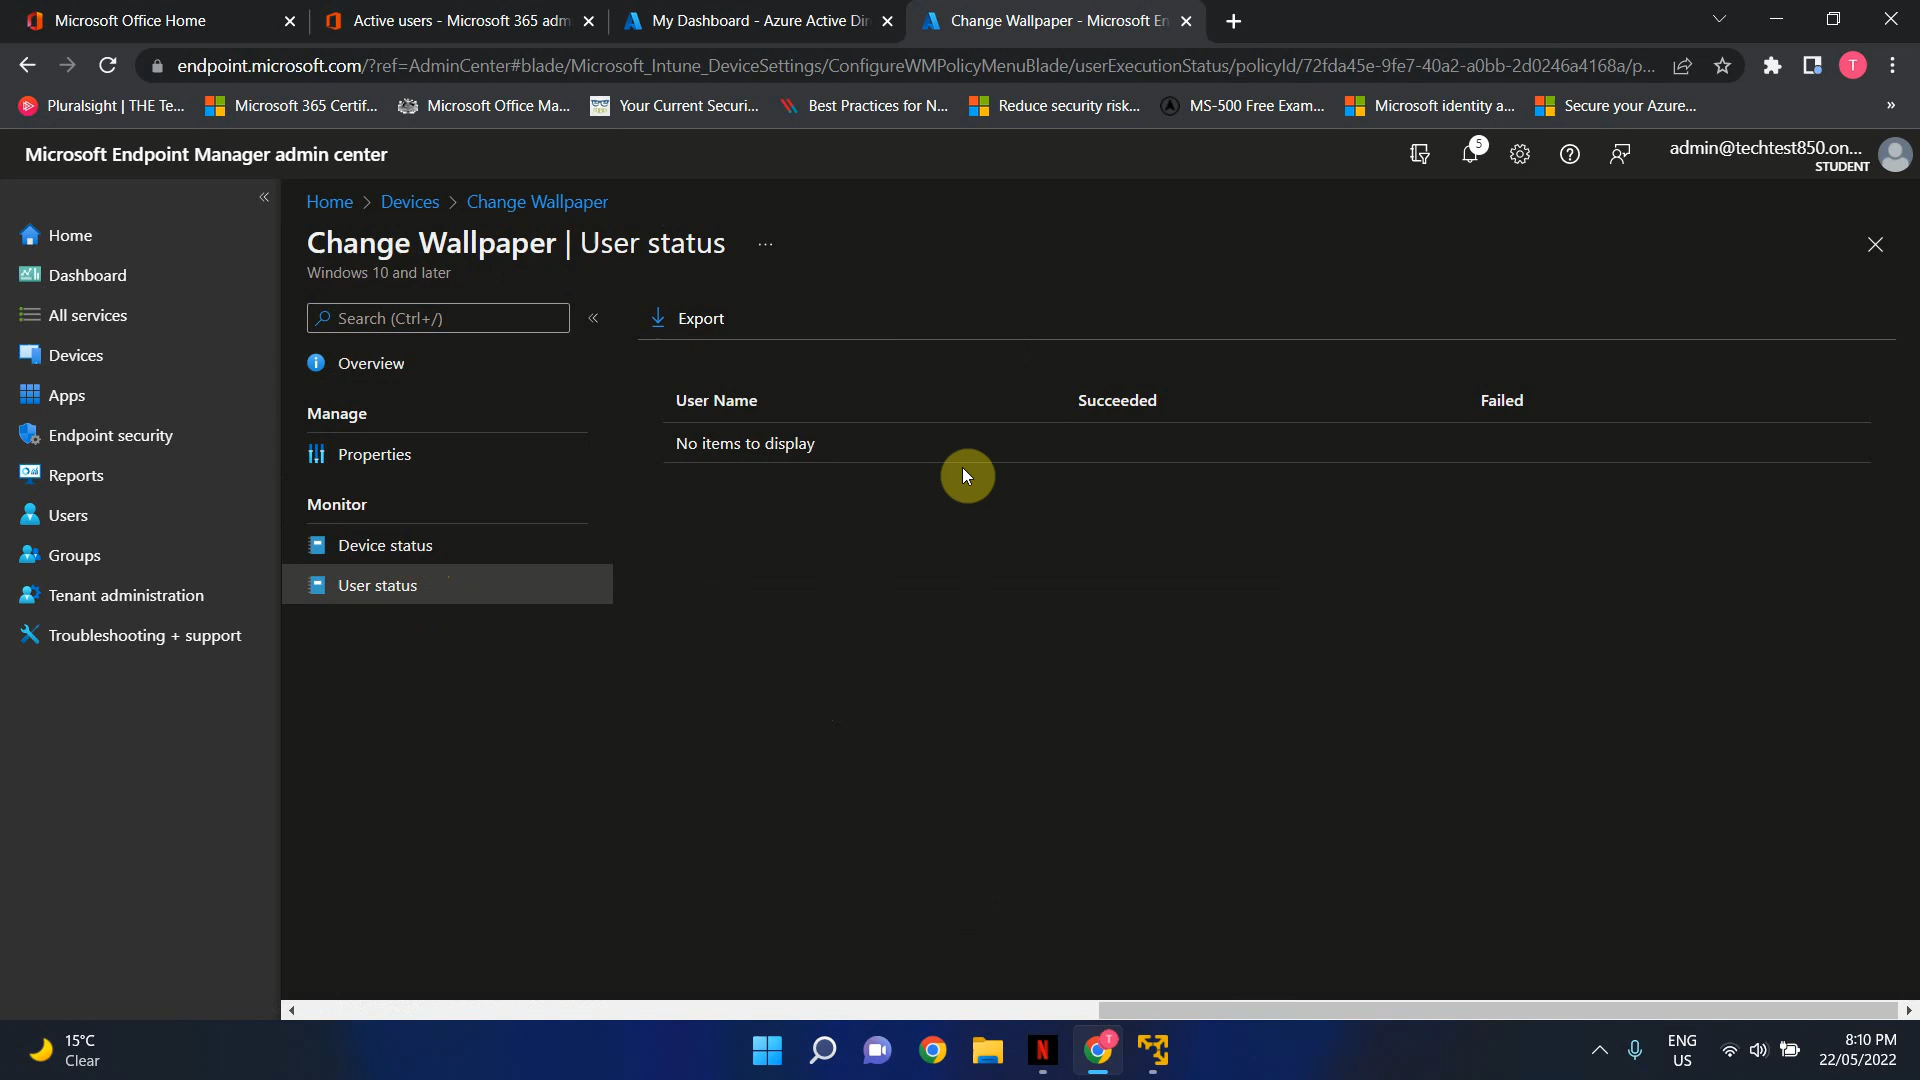 Microsoft Office Home
Active users - Microsoft 365 adm
My Dashboard - Azure Active Dir
Change Wallpaper - Microsoft En
endpoint.microsoft.com/?ref=AdminCenter#blade/Microsoft_Intune_DeviceSettings/ConfigureWMPolicyMenuBlade/userExecutionStatus/policyId/72fda45e-9fe7-40a2-a0bb-2d0246a4168a/p...
T
Pluralsight | THE Te...
Microsoft 365 Certif...
Microsoft Office Ma...
Your Current Securi...
Best Practices for N...
Reduce security risk...
MS-500 Free Exam...
Microsoft identity a...
Secure your Azure...
»
Microsoft Endpoint Manager admin center
5
admin@techtest850.on...
STUDENT
Home
Dashboard
All services
Devices
Apps
Endpoint security
Reports
Users
Groups
Tenant administration
Troubleshooting + support
Home > Devices > Change Wallpaper
Change Wallpaper | User status ...
Windows 10 and later
Search (Ctrl+/)
Overview
Manage
Properties
Monitor
Device status
User status
Export
User Name Succeeded Failed
No items to display
15°C
Clear
N
T
ENG
US
8:10 PM
22/05/2022